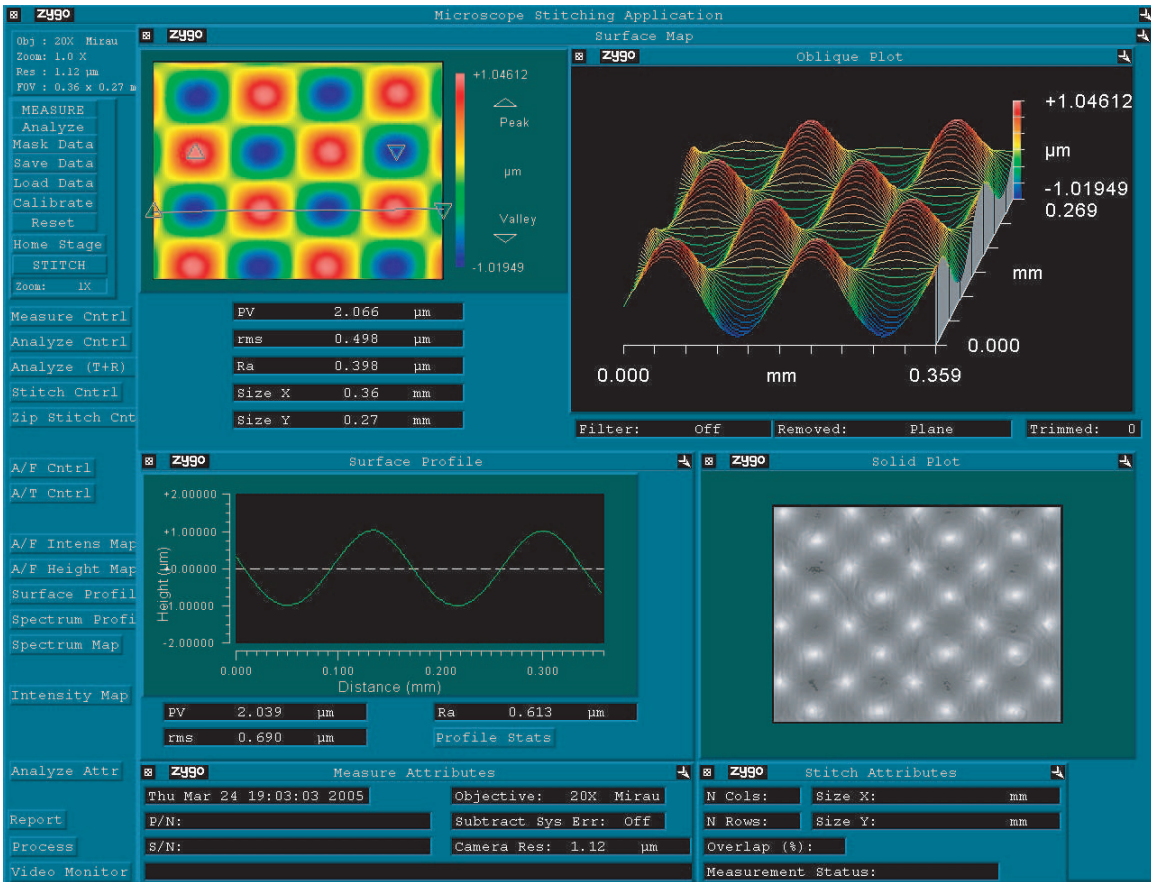 zygo Microscope Stitching Application
Obj : 20X Mirau
Zoom: 1.0 X
Res : 1.12 µm
FOV : 0.36 x 0.27 m
MEASURE
Analyze
Mask Data
Save Data
Load Data
Calibrate
Reset
Home Stage
STITCH
Zoom: 1X
Measure Cntrl
Analyze Cntrl
Analyze (T+R)
Stitch Cntrl
Zip Stitch Cnt
A/F Cntrl
A/T Cntrl
A/F Intens Map
A/F Height Map
Surface Profil
Spectrum Profi
Spectrum Map
Intensity Map
Analyze Attr
Report
Process
Video Monitor
zygo Surface Map
+1.04612
Peak
µm
Valley
-1.01949
PV 2.066 µm
rms 0.498 µm
Ra 0.398 µm
Size X 0.36 mm
Size Y 0.27 mm
zygo Oblique Plot
+1.04612
µm
-1.01949
0.269
mm
0.000
0.000 mm 0.359
Filter: Off Removed: Plane Trimmed: 0
zygo Surface Profile
+2.00000
+1.00000
+0.00000
-1.00000
-2.00000
Height (µm)
0.000 0.100 0.200 0.300
Distance (mm)
PV 2.039 µm Ra 0.613 µm
rms 0.690 µm Profile Stats
zygo Solid Plot
zygo Measure Attributes
Thu Mar 24 19:03:03 2005 Objective: 20X Mirau
P/N: Subtract Sys Err: Off
S/N: Camera Res: 1.12 µm
zygo Stitch Attributes
N Cols: Size X: mm
N Rows: Size Y: mm
Overlap (%):
Measurement Status: